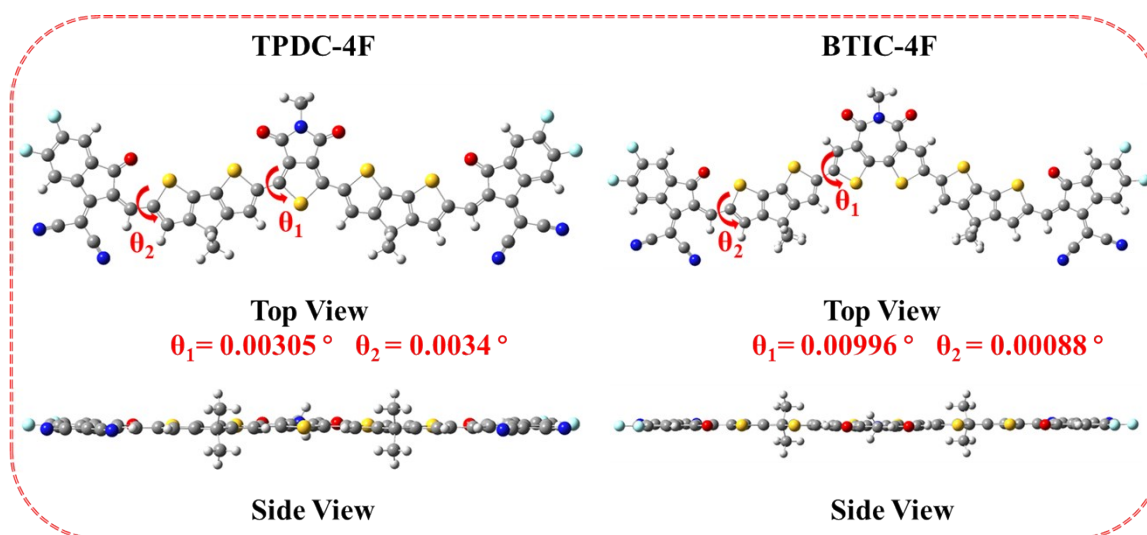 TPDC-4F
BTIC-4F
θ1
θ2
θ1
θ2
Top View
Top View
θ1= 0.00305 ° θ2= 0.0034 °
θ1= 0.00996 ° θ2= 0.00088 °
Side View
Side View